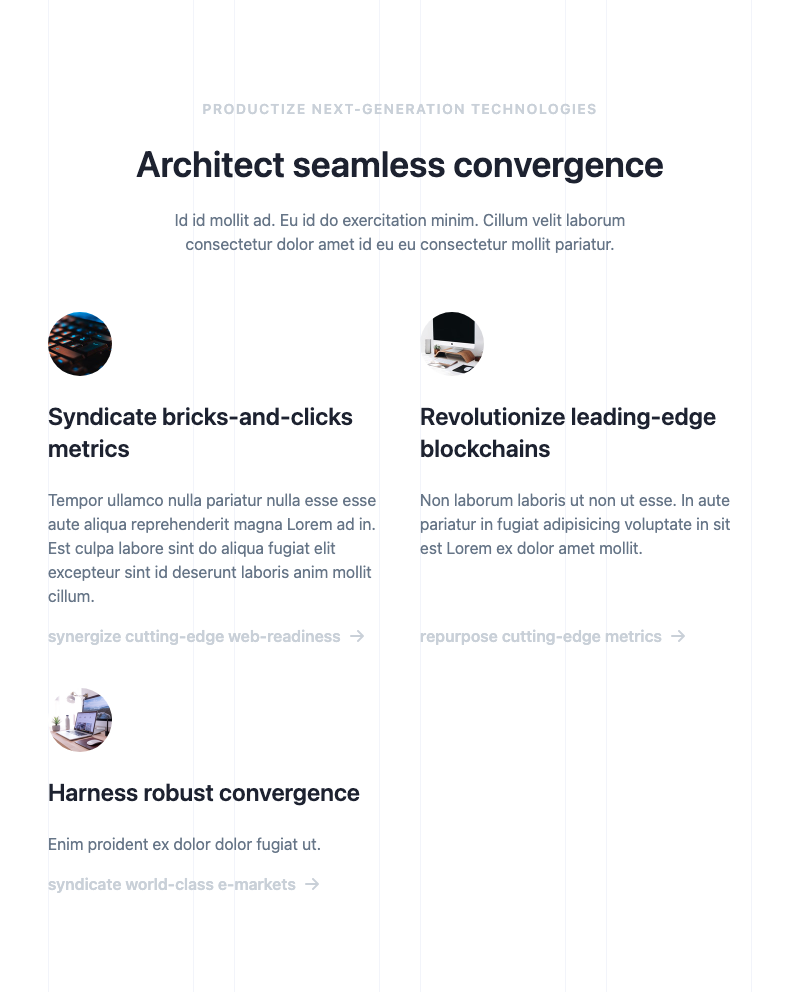 PRODUCTIZE NEXT-GENERATION TECHNOLOGIES
Architect seamless convergence
Id id mollit ad. Eu id do exercitation minim. Cillum velit laborum
consectetur dolor amet id eu eu consectetur mollit pariatur.
Syndicate bricks-and-clicks
metrics
Tempor ullamco nulla pariatur nulla esse esse
aute aliqua reprehenderit magna Lorem ad in.
Est culpa labore sint do aliqua fugiat elit
excepteur sint id deserunt laboris anim mollit
cillum.
synergize cutting-edge web-readiness →
Revolutionize leading-edge
blockchains
Non laborum laboris ut non ut esse. In aute
pariatur in fugiat adipisicing voluptate in sit
est Lorem ex dolor amet mollit.
repurpose cutting-edge metrics →
Harness robust convergence
Enim proident ex dolor dolor fugiat ut.
syndicate world-class e-markets →